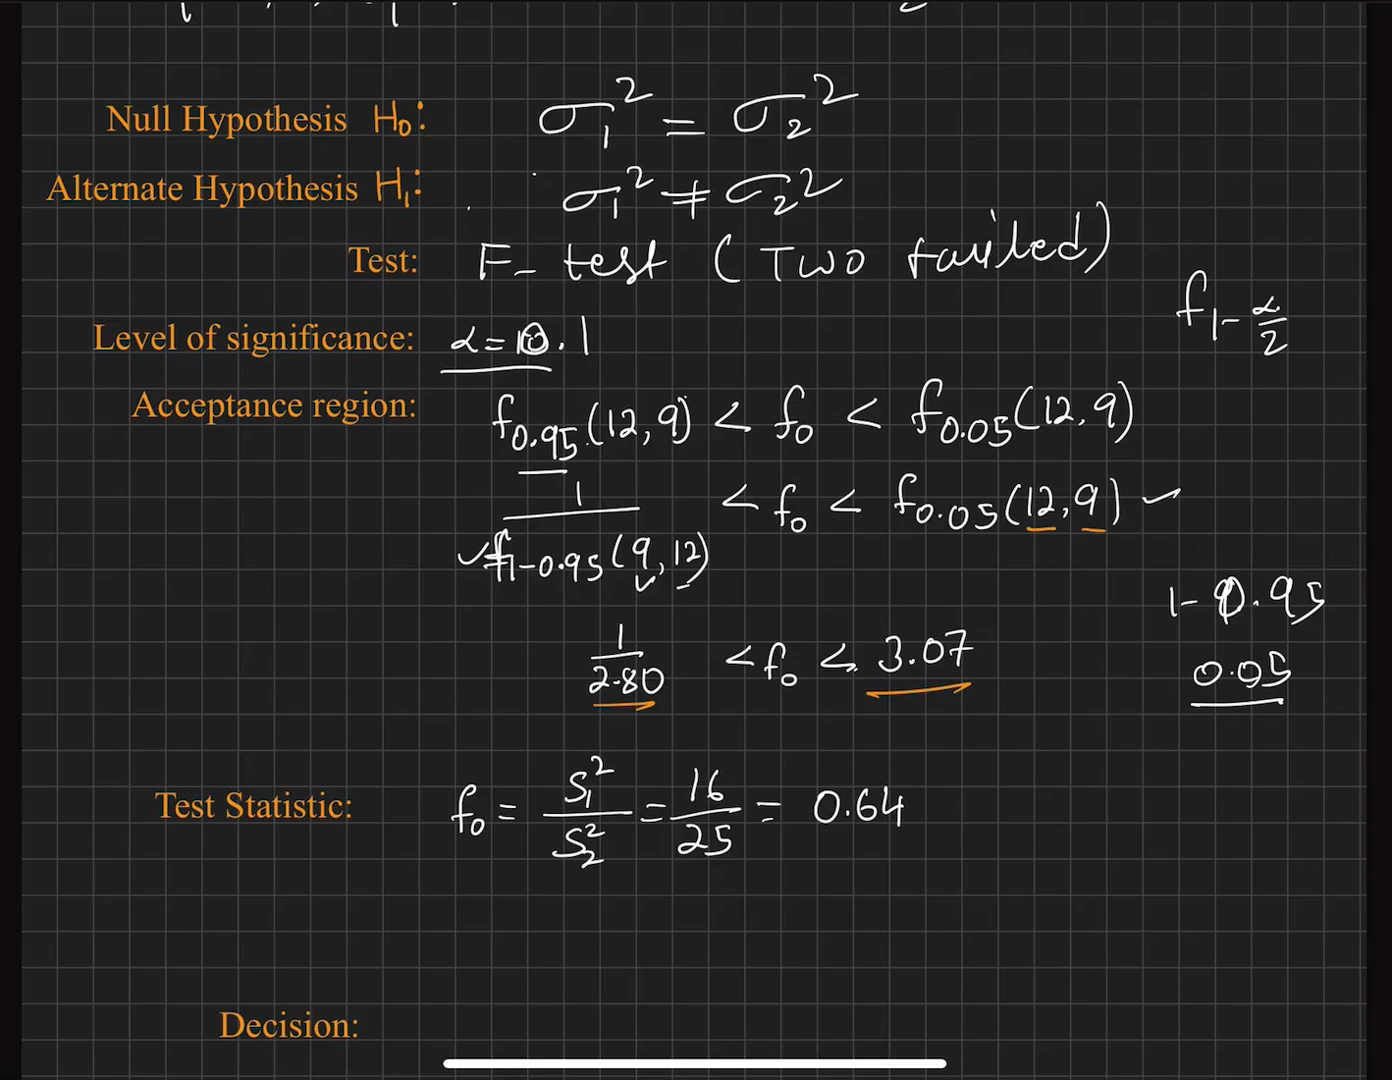 Null Hypothesis H₀: σ₁² = σ₂²
Alternate Hypothesis H₁: σ₁² ≠ σ₂²
Test: F- test (Two tailed)
f₁₋α/2
Level of significance: α = 0.1
Acceptance region: f₀.₉₅(12,9) < f₀ < f₀.₀₅(12,9)
1/f₁₋₀.₉₅(9,12) < f₀ < f₀.₀₅(12,9) ✓
1-0.95
1/2.80 < f₀ < 3.07
0.05
Test Statistic: f₀ = S₁²/S₂² = 16/25 = 0.64
Decision: